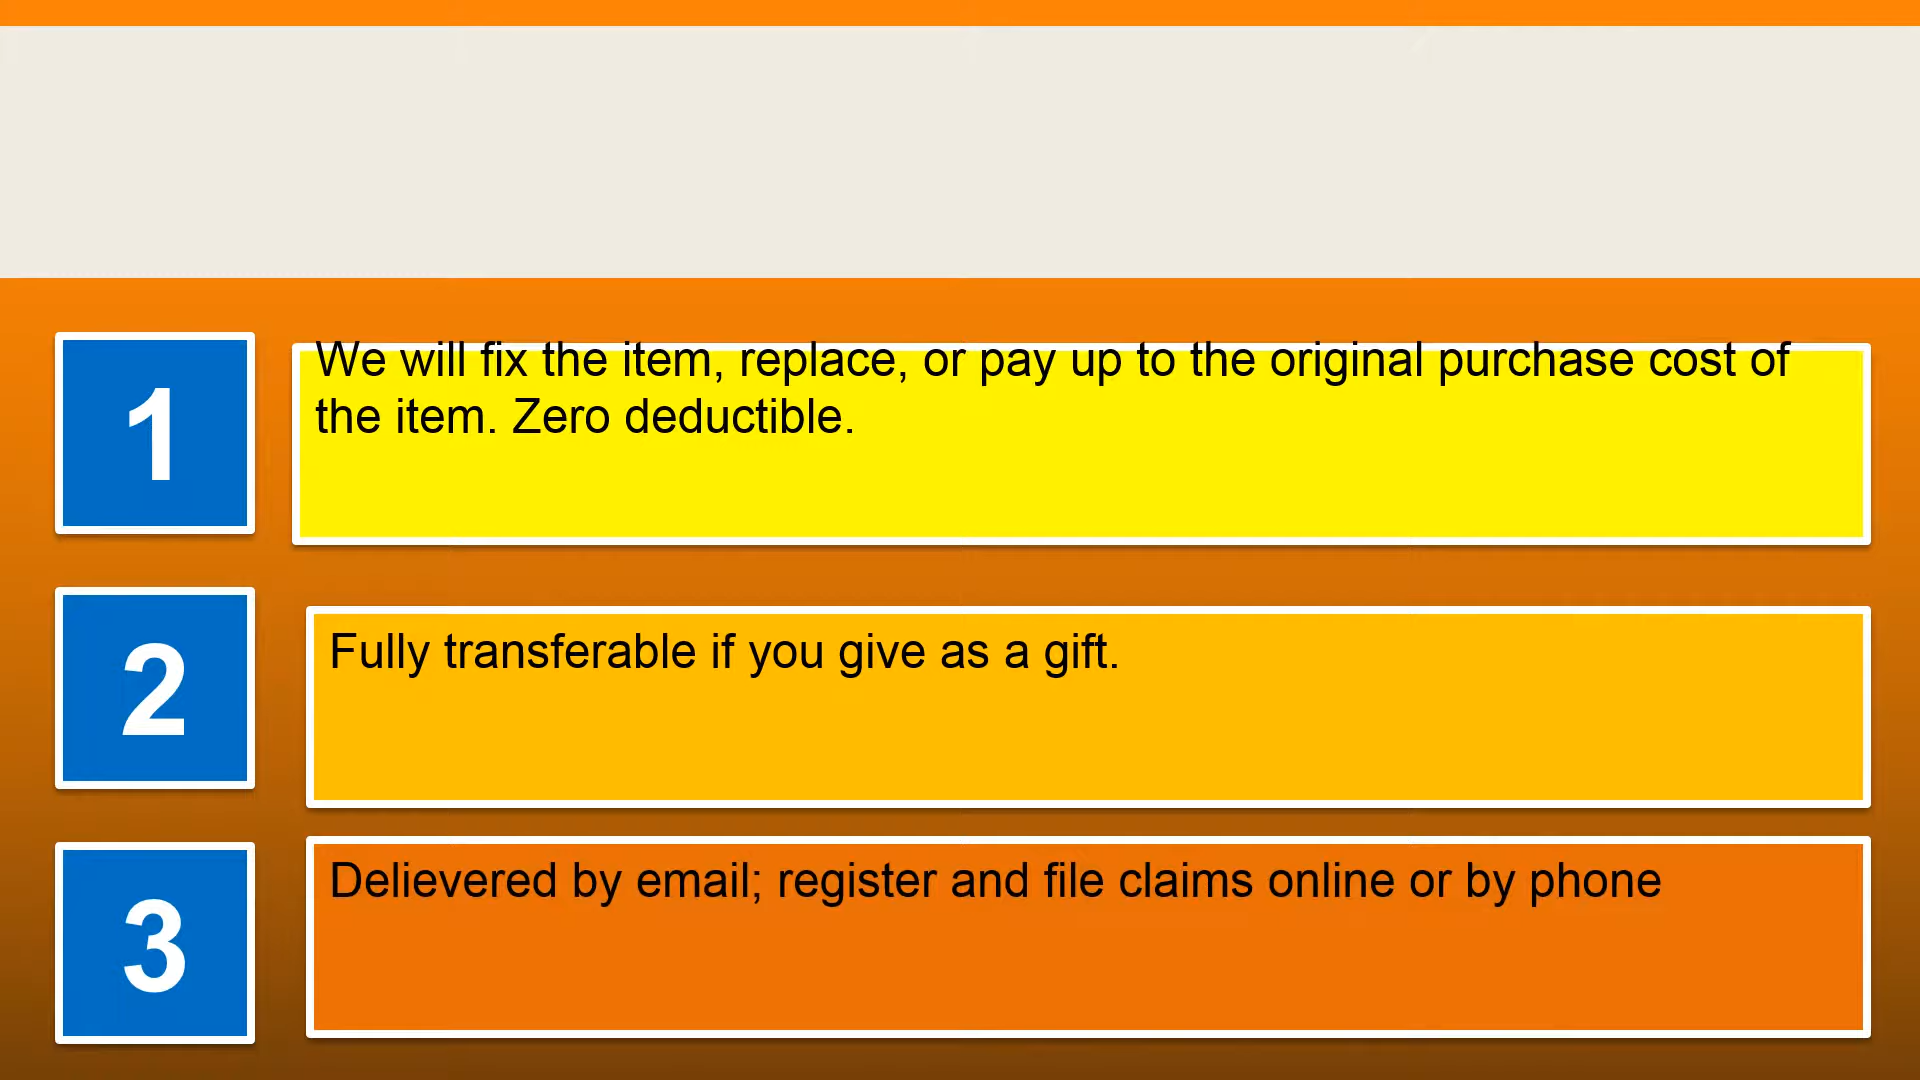 1
We will fix the item, replace, or pay up to the original purchase cost of
the item. Zero deductible.
2
Fully transferable if you give as a gift.
3
Delievered by email; register and file claims online or by phone